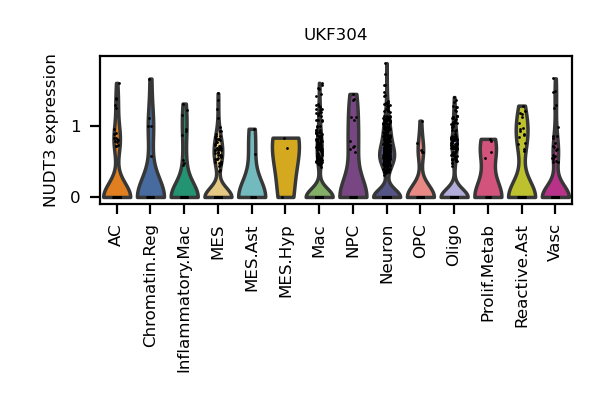 UKF304
NUDT3 expression
1
0
AC
Chromatin.Reg
Inflammatory.Mac
MES
MES.Ast
MES.Hyp
Mac
NPC
Neuron
OPC
Oligo
Prolif.Metab
Reactive.Ast
Vasc